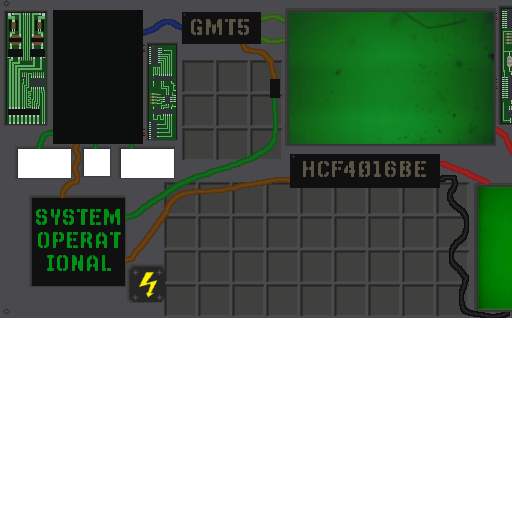 GMT5
HCF4016BE
SYSTEM
OPERAT
IONAL